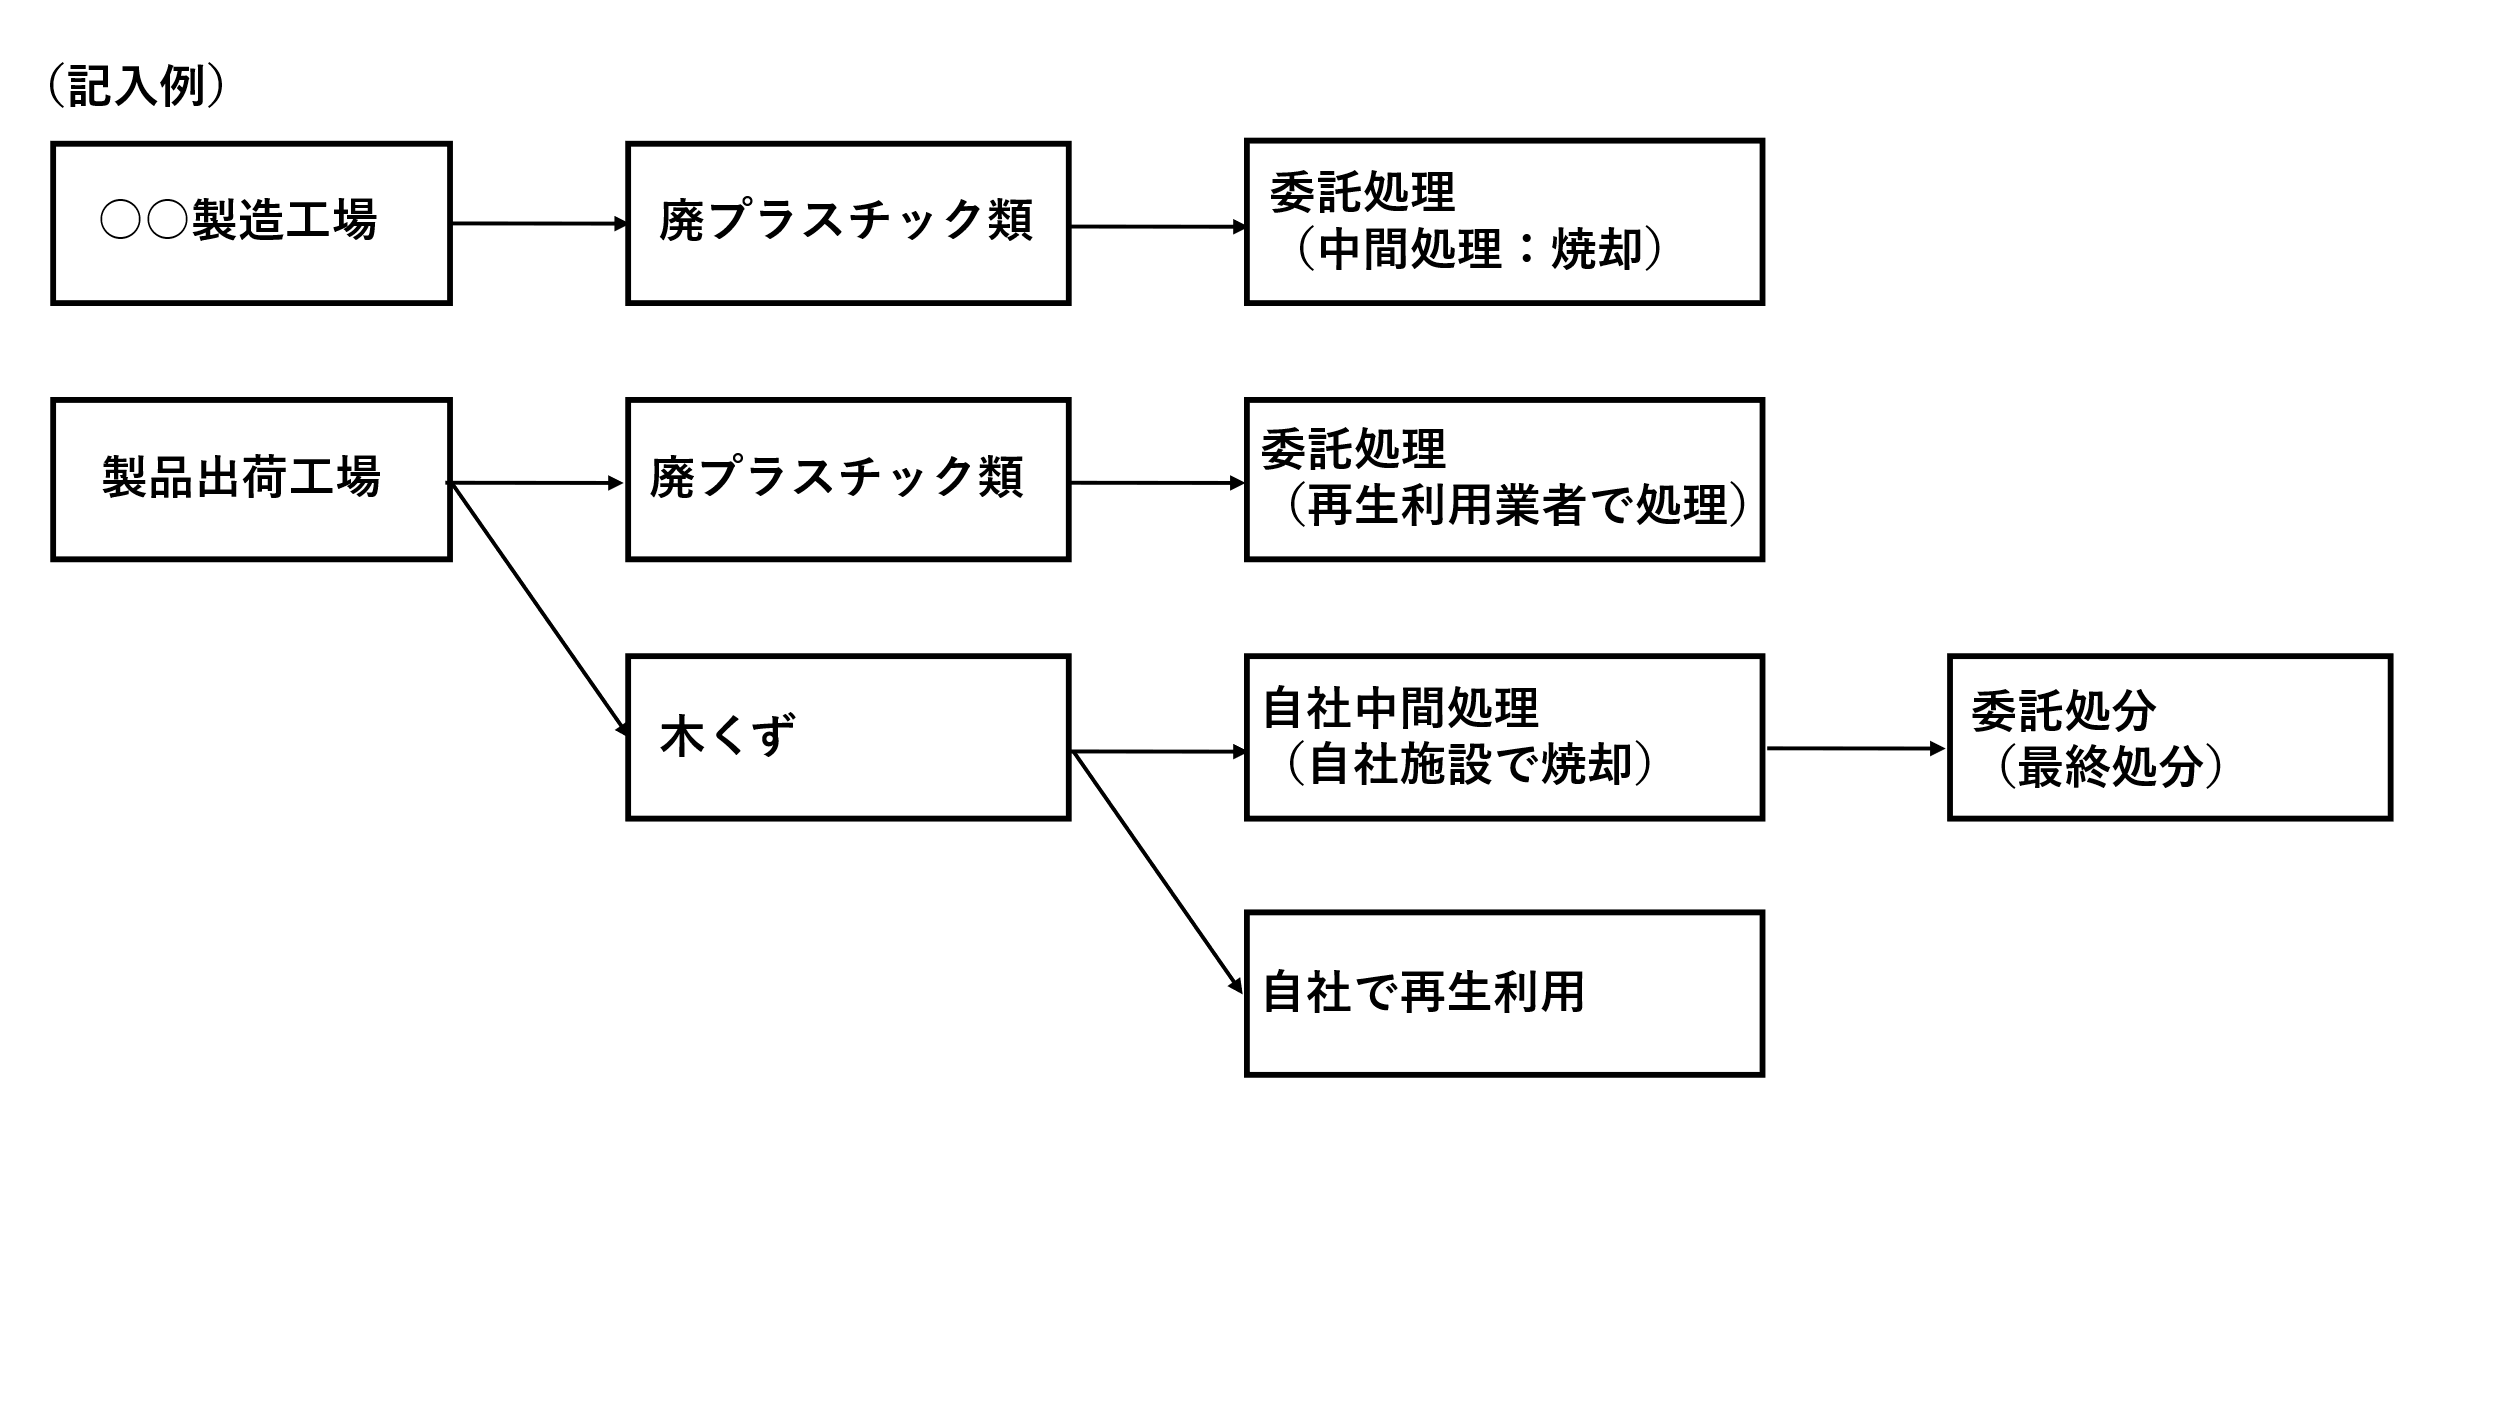 （記入例）
○○製造工場
廃プラスチック類
委託処理
（中間処理：焼却）
製品出荷工場
廃プラスチック類
委託処理
（再生利用業者で処理）
木くず
自社中間処理
（自社施設で焼却）
委託処分
（最終処分）
自社で再生利用